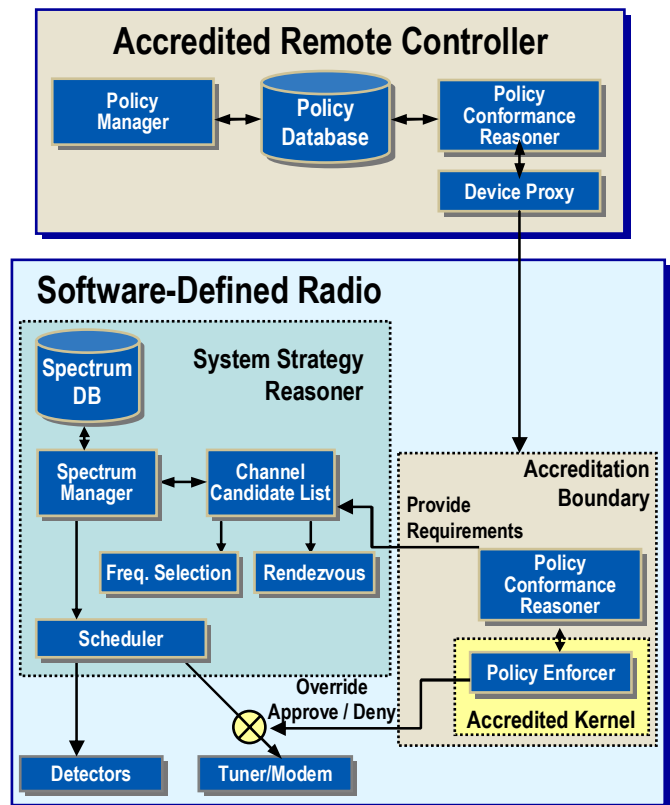 Accredited Remote Controller
Policy
Manager
Policy
Database
Policy
Conformance
Reasoner
Device Proxy
Software-Defined Radio
System Strategy
Reasoner
Spectrum
DB
Spectrum
Manager
Channel
Candidate List
Freq. Selection
Rendezvous
Scheduler
Accreditation
Boundary
Provide
Requirements
Policy
Conformance
Reasoner
Policy Enforcer
Accredited Kernel
Override
Approve / Deny
Detectors
Tuner/Modem